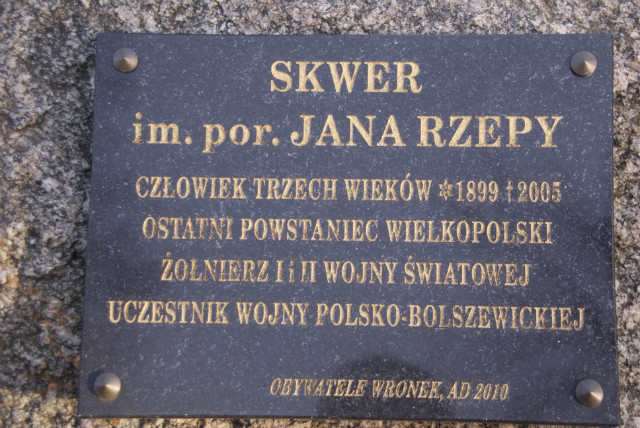 SKWER
im. por. JANA RZEPY
CZŁOWIEK TRZECH WIEKÓW *1899 †2005
OSTATNI POWSTANIEC WIELKOPOLSKI
ŻOŁNIERZ I i II WOJNY ŚWIATOWEJ
UCZESTNIK WOJNY POLSKO-BOLSZEWICKIEJ
OBYWATELE WRONEK, AD 2010